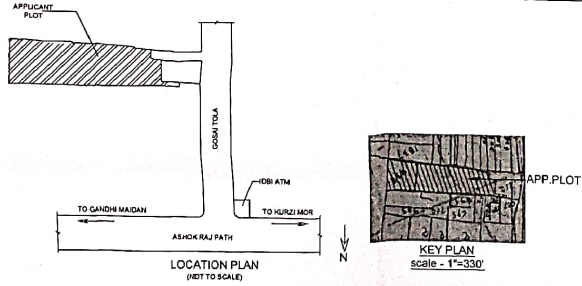 APPLICANT
PLOT
GOSAI TOLA
IDBI ATM
TO GANDHI MAIDAN
TO KURZI MOR
ASHOK RAJ PATH
LOCATION PLAN
(NOT TO SCALE)
N
APP.PLOT
KEY PLAN
scale - 1"=330'